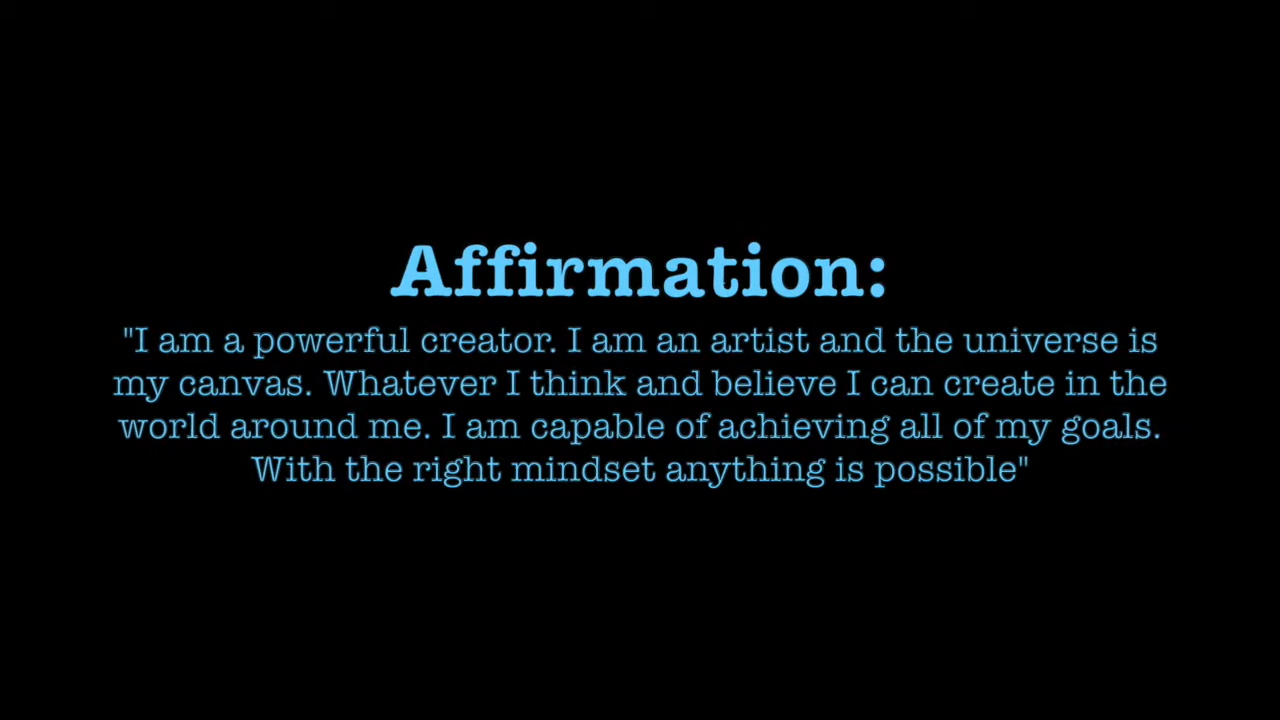 Affirmation:
"I am a powerful creator. I am an artist and the universe is
my canvas. Whatever I think and believe I can create in the
world around me. I am capable of achieving all of my goals.
With the right mindset anything is possible"